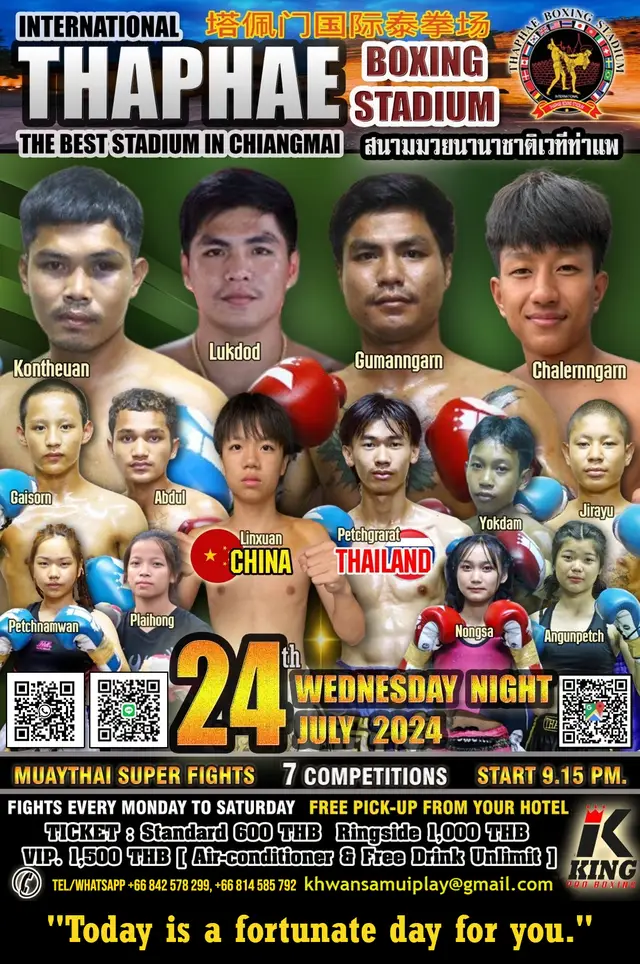 INTERNATIONAL
塔佩门国际泰拳场
THAPHAE
BOXING
STADIUM
THAPHAE BOXING STADIUM
INTERNATIONAL
THE BEST STADIUM IN CHIANGMAI
สนามมวยนานาชาติเวทีท่าแพ
Kontheuan
Lukdod
Gumanngarn
Chalernngarn
Gaisorn
Abdul
Linxuan
CHINA
Petchgrarat
THAILAND
Yokdam
Jirayu
Petchnamwan
Plaihong
Nongsa
Angunpetch
24th
WEDNESDAY NIGHT
JULY 2024
MUAYTHAI SUPER FIGHTS 7 COMPETITIONS START 9.15 PM.
FIGHTS EVERY MONDAY TO SATURDAY FREE PICK-UP FROM YOUR HOTEL
TICKET : Standard 600 THB Ringside 1,000 THB
VIP. 1,500 THB [ Air-conditioner & Free Drink Unlimit ]
K
KING
PRO BOXING
TEL/WHATSAPP +66 842 578 299, +66 814 585 792 khwansamuiplay@gmail.com
"Today is a fortunate day for you."